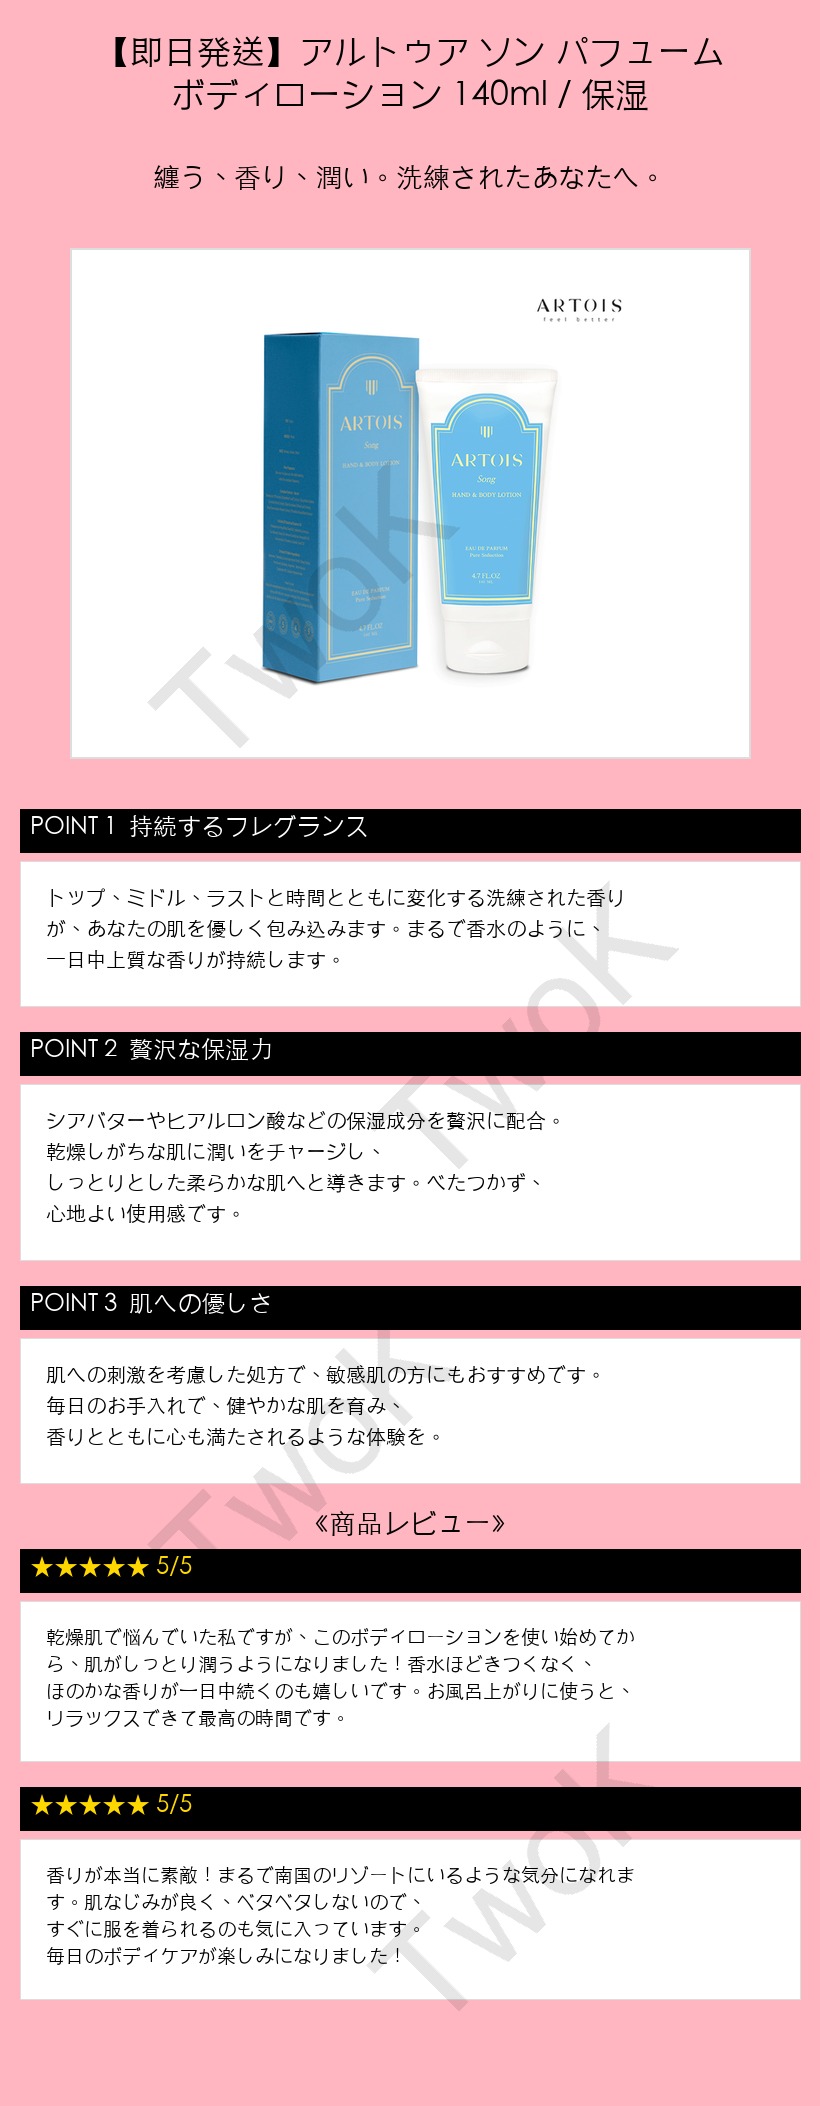 【即日発送】アルトゥア ソン パフューム
ボディローション 140ml / 保湿
纏う、香り、潤い。洗練されたあなたへ。
ARTOIS
feel better
ARTOIS
Song
HAND & BODY LOTION
EAU DE PARFUM
Pure Seduction
4.7 FL.OZ
ARTOIS
Song
HAND & BODY LOTION
EAU DE PARFUM
Pure Seduction
4.7 FL.OZ
140 ML
TwoK
POINT 1 持続するフレグランス
トップ、ミドル、ラストと時間とともに変化する洗練された香り
が、あなたの肌を優しく包み込みます。まるで香水のように、
一日中上質な香りが持続します。
TwoK
POINT 2 贅沢な保湿力
シアバターやヒアルロン酸などの保湿成分を贅沢に配合。
乾燥しがちな肌に潤いをチャージし、
しっとりとした柔らかな肌へと導きます。べたつかず、
心地よい使用感です。
POINT 3 肌への優しさ
肌への刺激を考慮した処方で、敏感肌の方にもおすすめです。
毎日のお手入れで、健やかな肌を育み、
香りとともに心も満たされるような体験を。
TwoK
《商品レビュー》
★★★★★ 5/5
乾燥肌で悩んでいた私ですが、このボディローションを使い始めてか
ら、肌がしっとり潤うようになりました！香水ほどきつくなく、
ほのかな香りが一日中続くのも嬉しいです。お風呂上がりに使うと、
リラックスできて最高の時間です。
★★★★★ 5/5
香りが本当に素敵！まるで南国のリゾートにいるような気分になれま
す。肌なじみが良く、ベタベタしないので、
すぐに服を着られるのも気に入っています。
毎日のボディケアが楽しみになりました！
TwoK